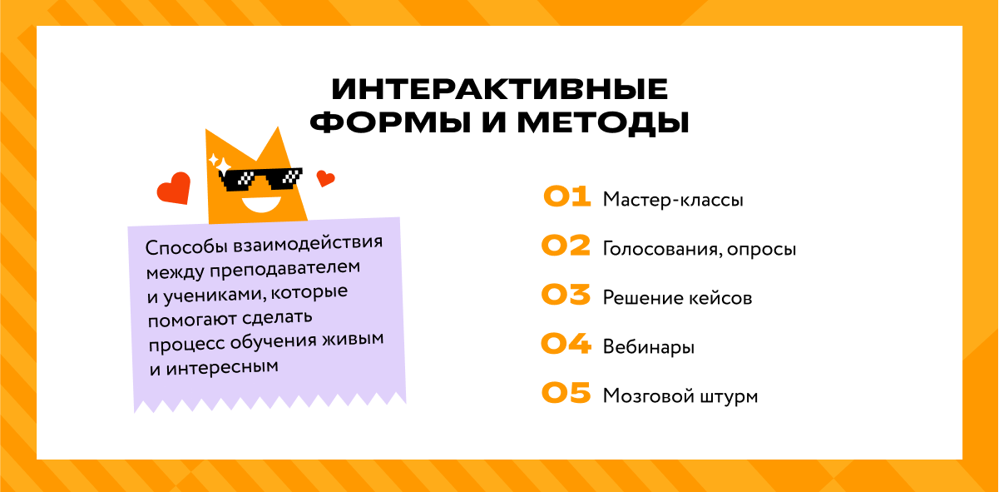 ИНТЕРАКТИВНЫЕ
ФОРМЫ И МЕТОДЫ
Способы взаимодействия
между преподавателем
и учениками, которые
помогают сделать
процесс обучения живым
и интересным
01 Мастер-классы
02 Голосования, опросы
03 Решение кейсов
04 Вебинары
05 Мозговой штурм